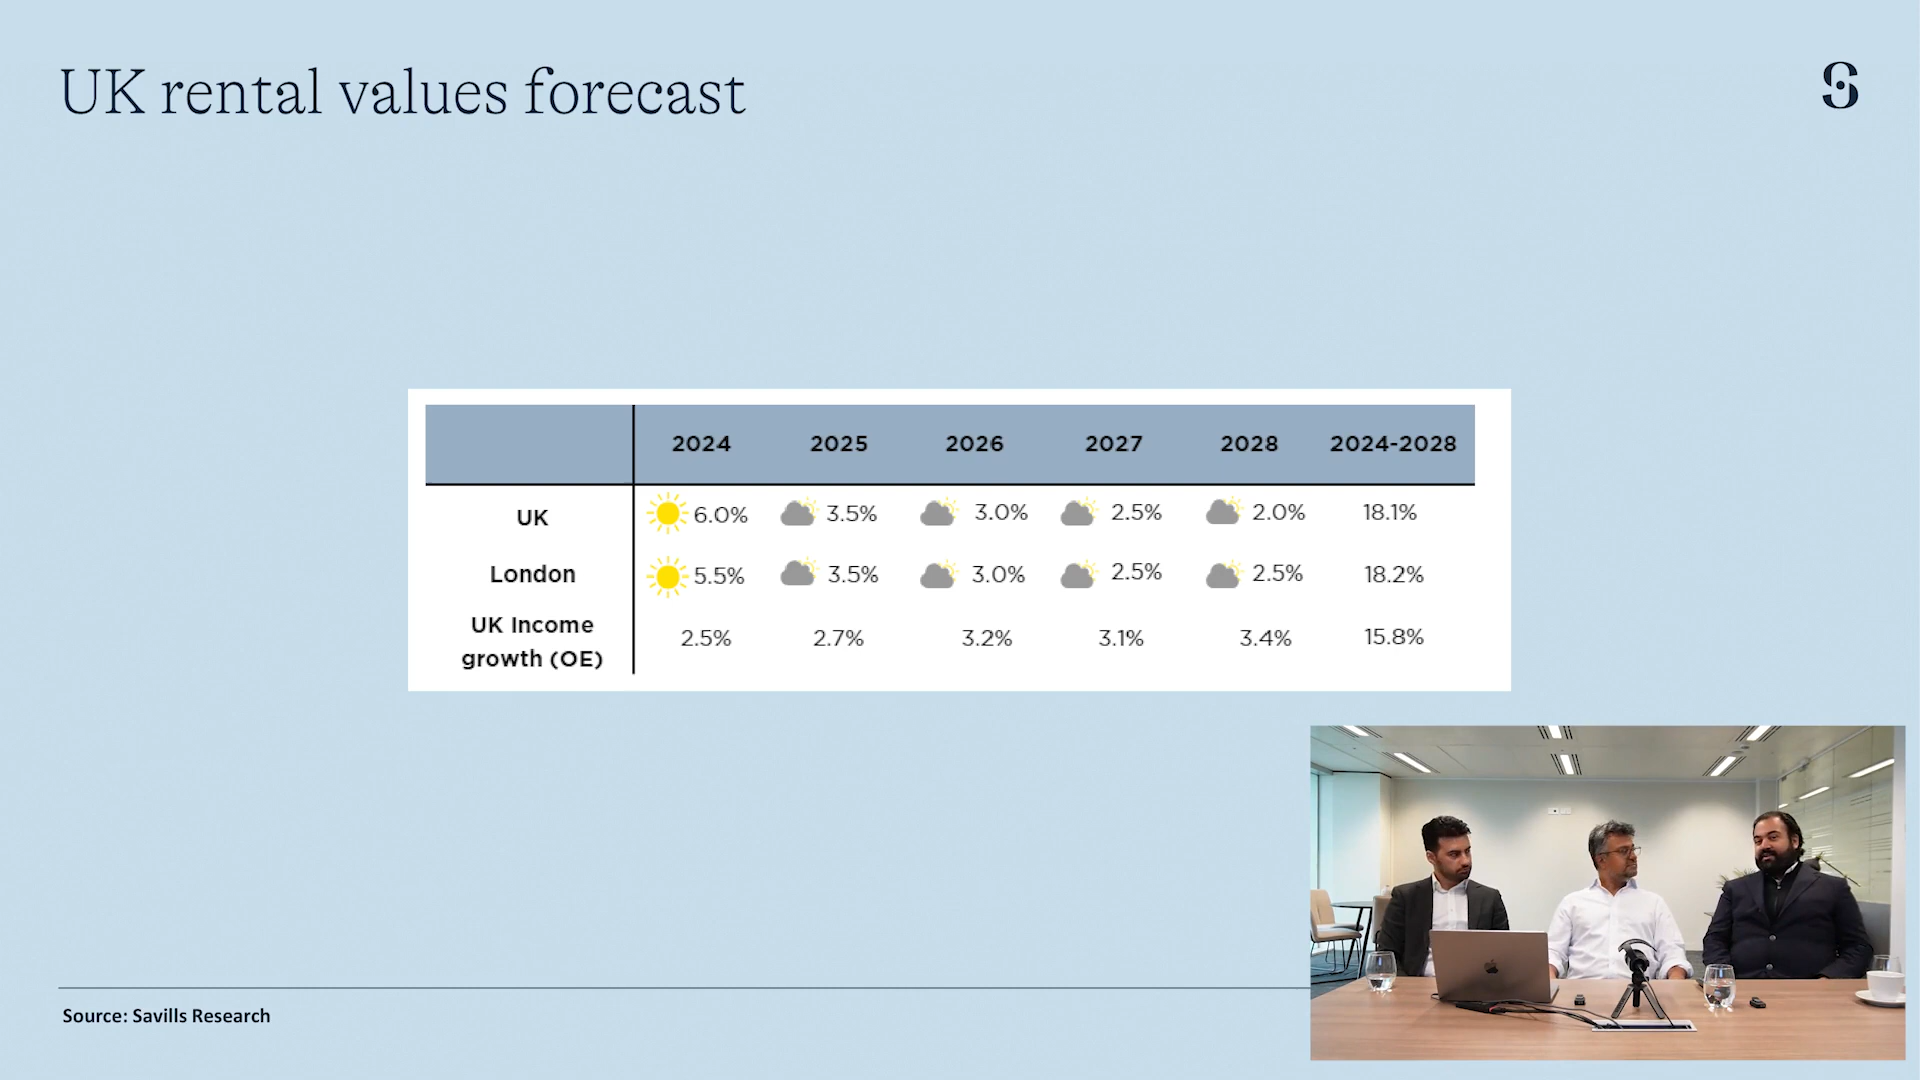 UK rental values forecast
2024 2025 2026 2027 2028 2024-2028
UK 6.0% 3.5% 3.0% 2.5% 2.0% 18.1%
London 5.5% 3.5% 3.0% 2.5% 2.5% 18.2%
UK Income
growth (OE) 2.5% 2.7% 3.2% 3.1% 3.4% 15.8%
Source: Savills Research